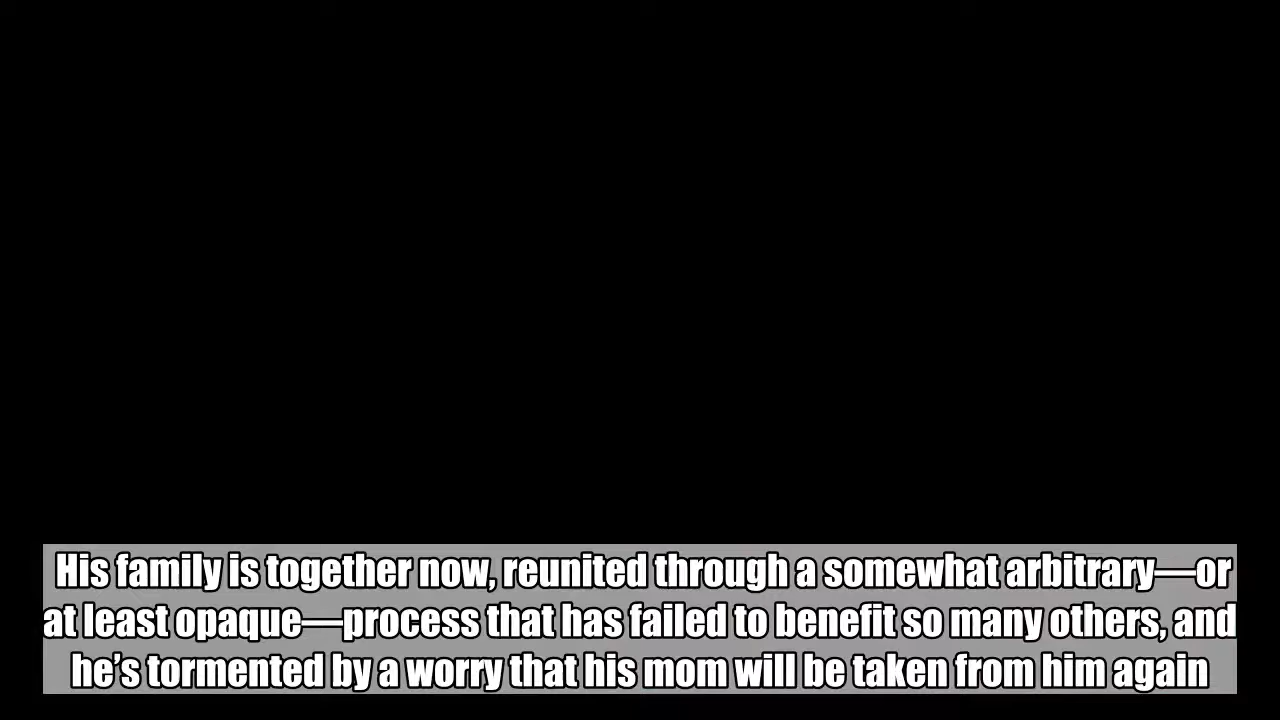 His family is together now, reunited through a somewhat arbitrary—or
at least opaque—process that has failed to benefit so many others, and
he’s tormented by a worry that his mom will be taken from him again